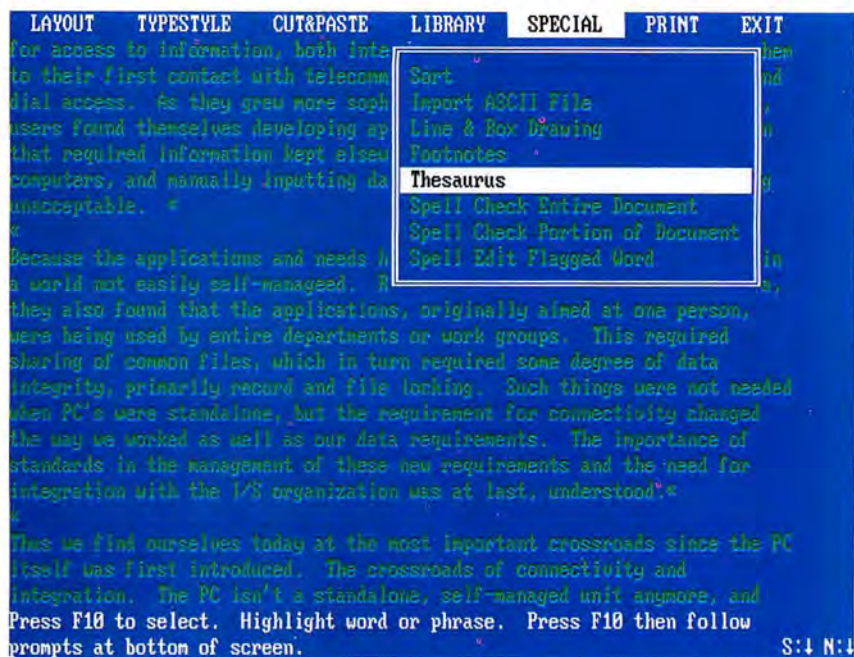 LAYOUT TYPESTYLE CUT&PASTE LIBRARY SPECIAL PRINT EXIT
for access to information, both inte hem
to their first contact with telecomm nd
dial access. As they grew more soph ,
users found themselves developing ap n
that required information kept elsew
computers, and manually inputting da g
unacceptable. «
«
Because the applications and needs h in
a world not easily self-manageed. R a,
Sort
Import ASCII File
Line & Box Drawing
Footnotes
Thesaurus
Spell Check Entire Document
Spell Check Portion of Document
Spell Edit Flagged Word
they also found that the applications, originally aimed at one person,
were being used by entire departments or work groups. This required
sharing of common files, which in turn required some degree of data
integrity, primarily record and file locking. Such things were not needed
when PC's were standalone, but the requirement for connectivity changed
the way we worked as well as our data requirements. The importance of
standards in the management of these new requirements and the need for
integration with the I/S organization was at last, understood.«
«
Thus we find ourselves today at the most important crossroads since the PC
itself was first introduced. The crossroads of connectivity and
integration. The PC isn't a standalone, self-managed unit anymore, and
Press F10 to select. Highlight word or phrase. Press F10 then follow
prompts at bottom of screen. S:↓ N:↓